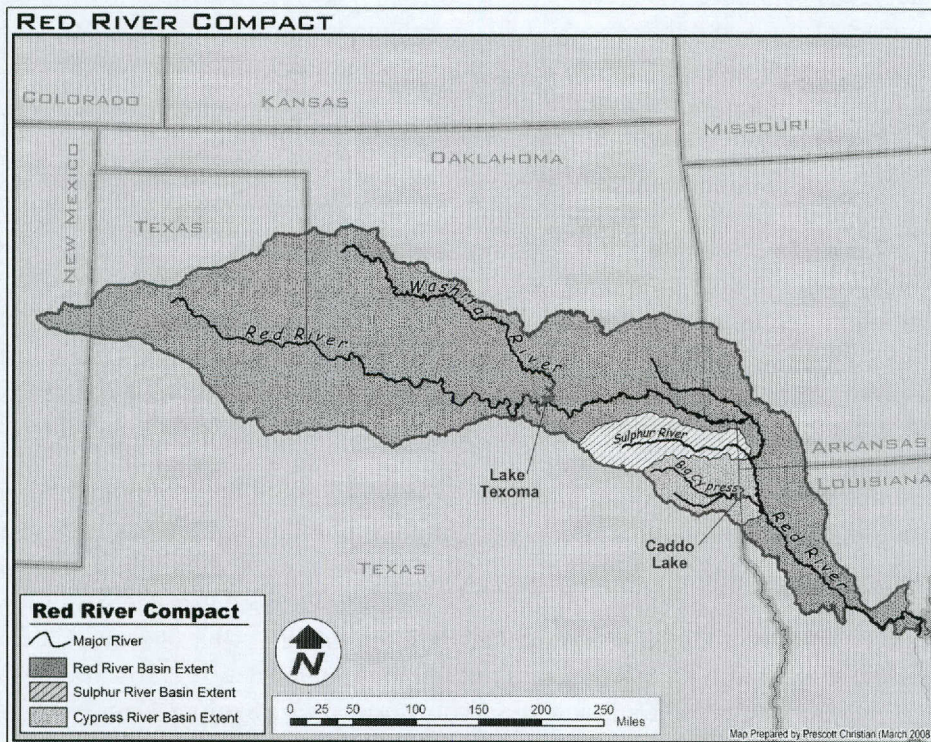 RED RIVER COMPACT
COLORADO
KANSAS
MISSOURI
OAKLAHOMA
NEW MEXICO
TEXAS
Washita River
Red River
Sulphur River
Big Cypress
ARKANSAS
LOUISIANA
Lake
Texoma
Caddo
Lake
Red River
TEXAS
Red River Compact
Major River
Red River Basin Extent
Sulphur River Basin Extent
Cypress River Basin Extent
N
0 25 50 100 150 200 250
Miles
Map Prepared by Prescott Christian (March 2008